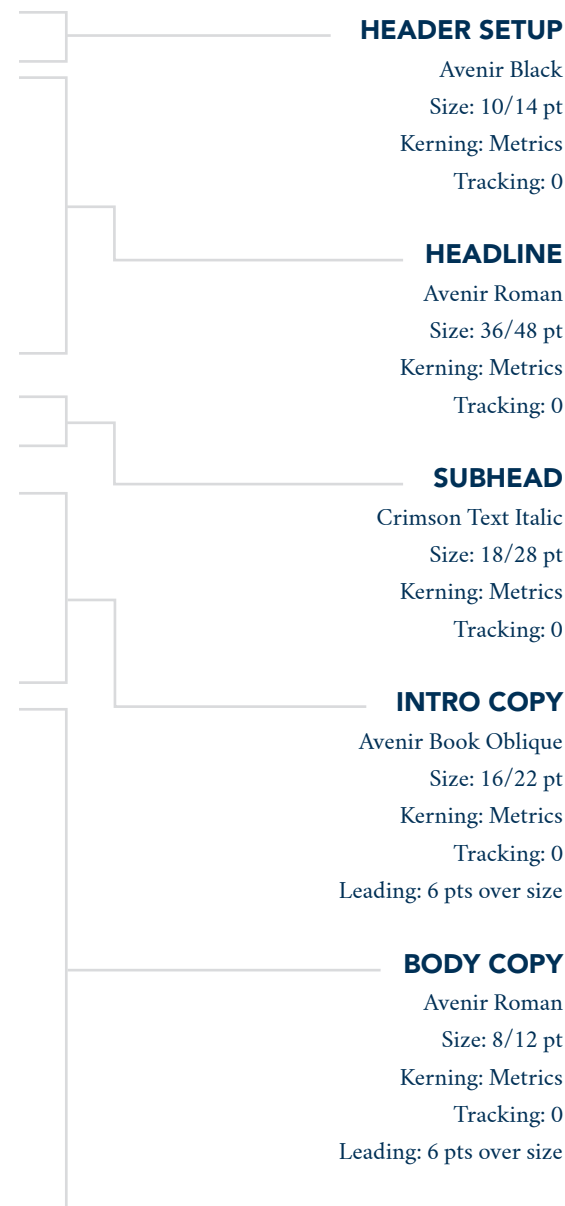 HEADER SETUP
Avenir Black
Size: 10/14 pt
Kerning: Metrics
Tracking: 0
HEADLINE
Avenir Roman
Size: 36/48 pt
Kerning: Metrics
Tracking: 0
SUBHEAD
Crimson Text Italic
Size: 18/28 pt
Kerning: Metrics
Tracking: 0
INTRO COPY
Avenir Book Oblique
Size: 16/22 pt
Kerning: Metrics
Tracking: 0
Leading: 6 pts over size
BODY COPY
Avenir Roman
Size: 8/12 pt
Kerning: Metrics
Tracking: 0
Leading: 6 pts over size